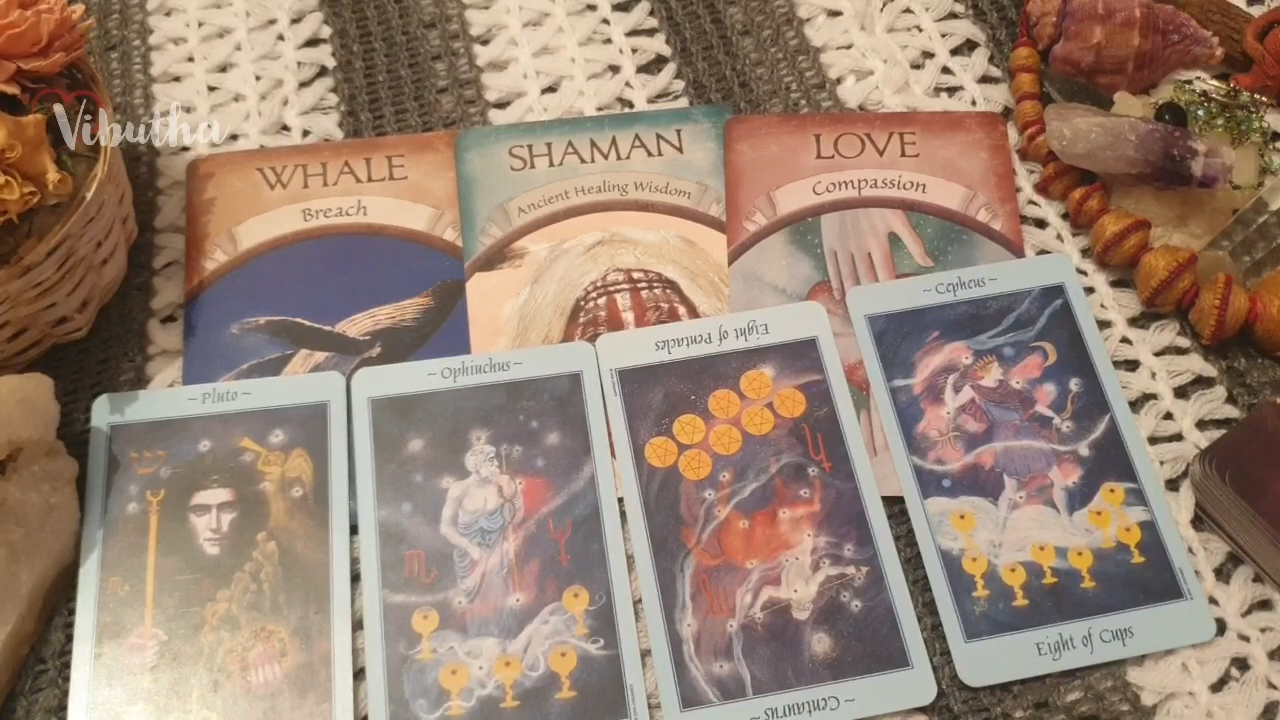 Vibutha
WHALE
Breach
SHAMAN
Ancient Healing Wisdom
LOVE
Compassion
~ Pluto ~
~ Ophiuchus ~
Eight of Pentacles
~ Centaurus ~
~ Cepheus ~
Eight of Cups